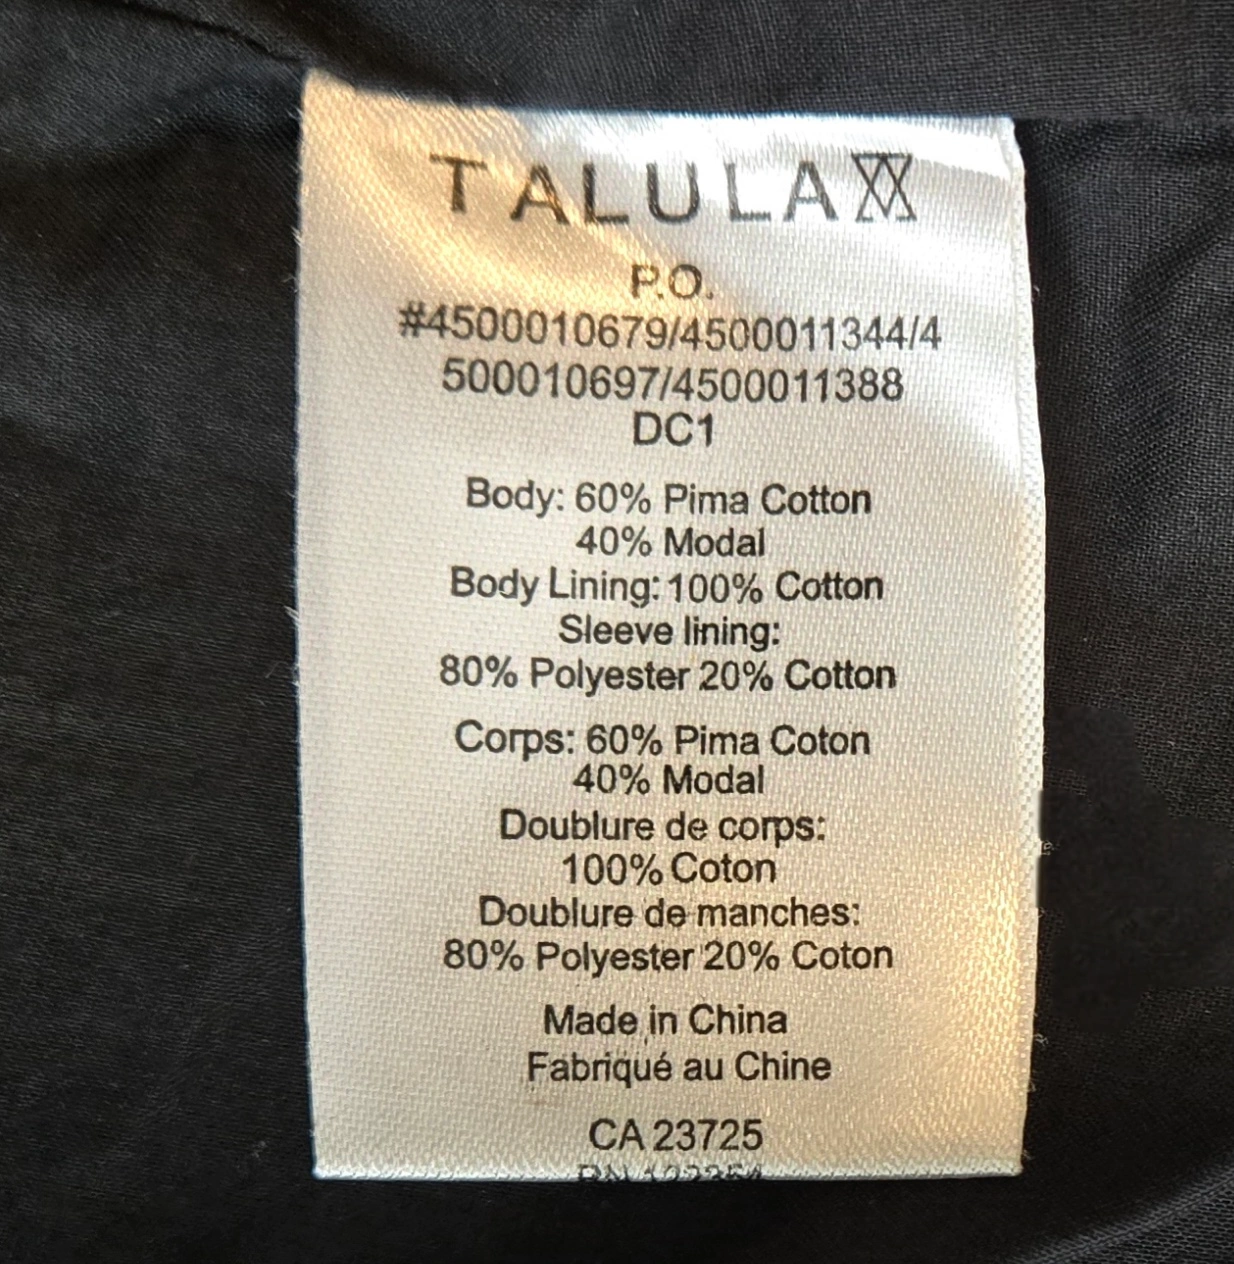 TALULA
P.O.
#4500010679/4500011344/4
500010697/4500011388
DC1
Body: 60% Pima Cotton
40% Modal
Body Lining: 100% Cotton
Sleeve lining:
80% Polyester 20% Cotton
Corps: 60% Pima Coton
40% Modal
Doublure de corps:
100% Coton
Doublure de manches:
80% Polyester 20% Coton
Made in China
Fabriqué au Chine
CA 23725